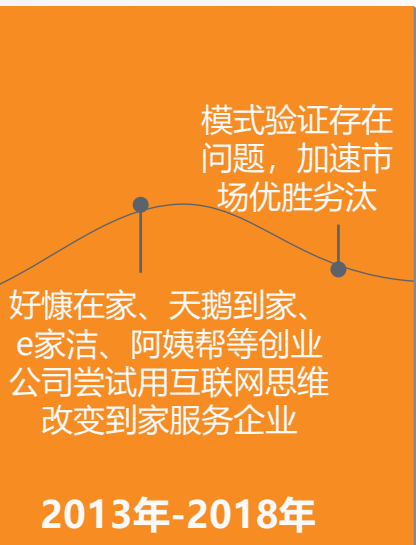 模式验证存在
问题，加速市
场优胜劣汰
好慷在家、天鹅到家、
e家洁、阿姨帮等创业
公司尝试用互联网思维
改变到家服务企业
2013年-2018年